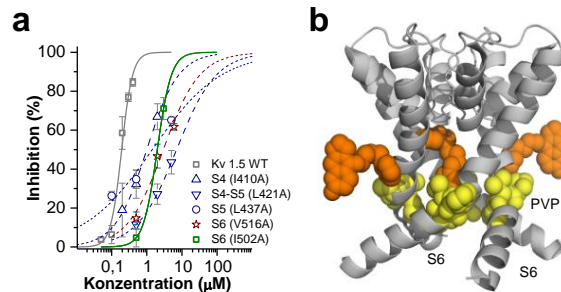 a
b
Inhibition (%)
100
80
60
40
20
0
0,1
1
10
100
Konzentration (µM)
Kv 1.5 WT
S4 (I410A)
S4-S5 (L421A)
S5 (L437A)
S6 (V516A)
S6 (I502A)
PVP
S6
S6